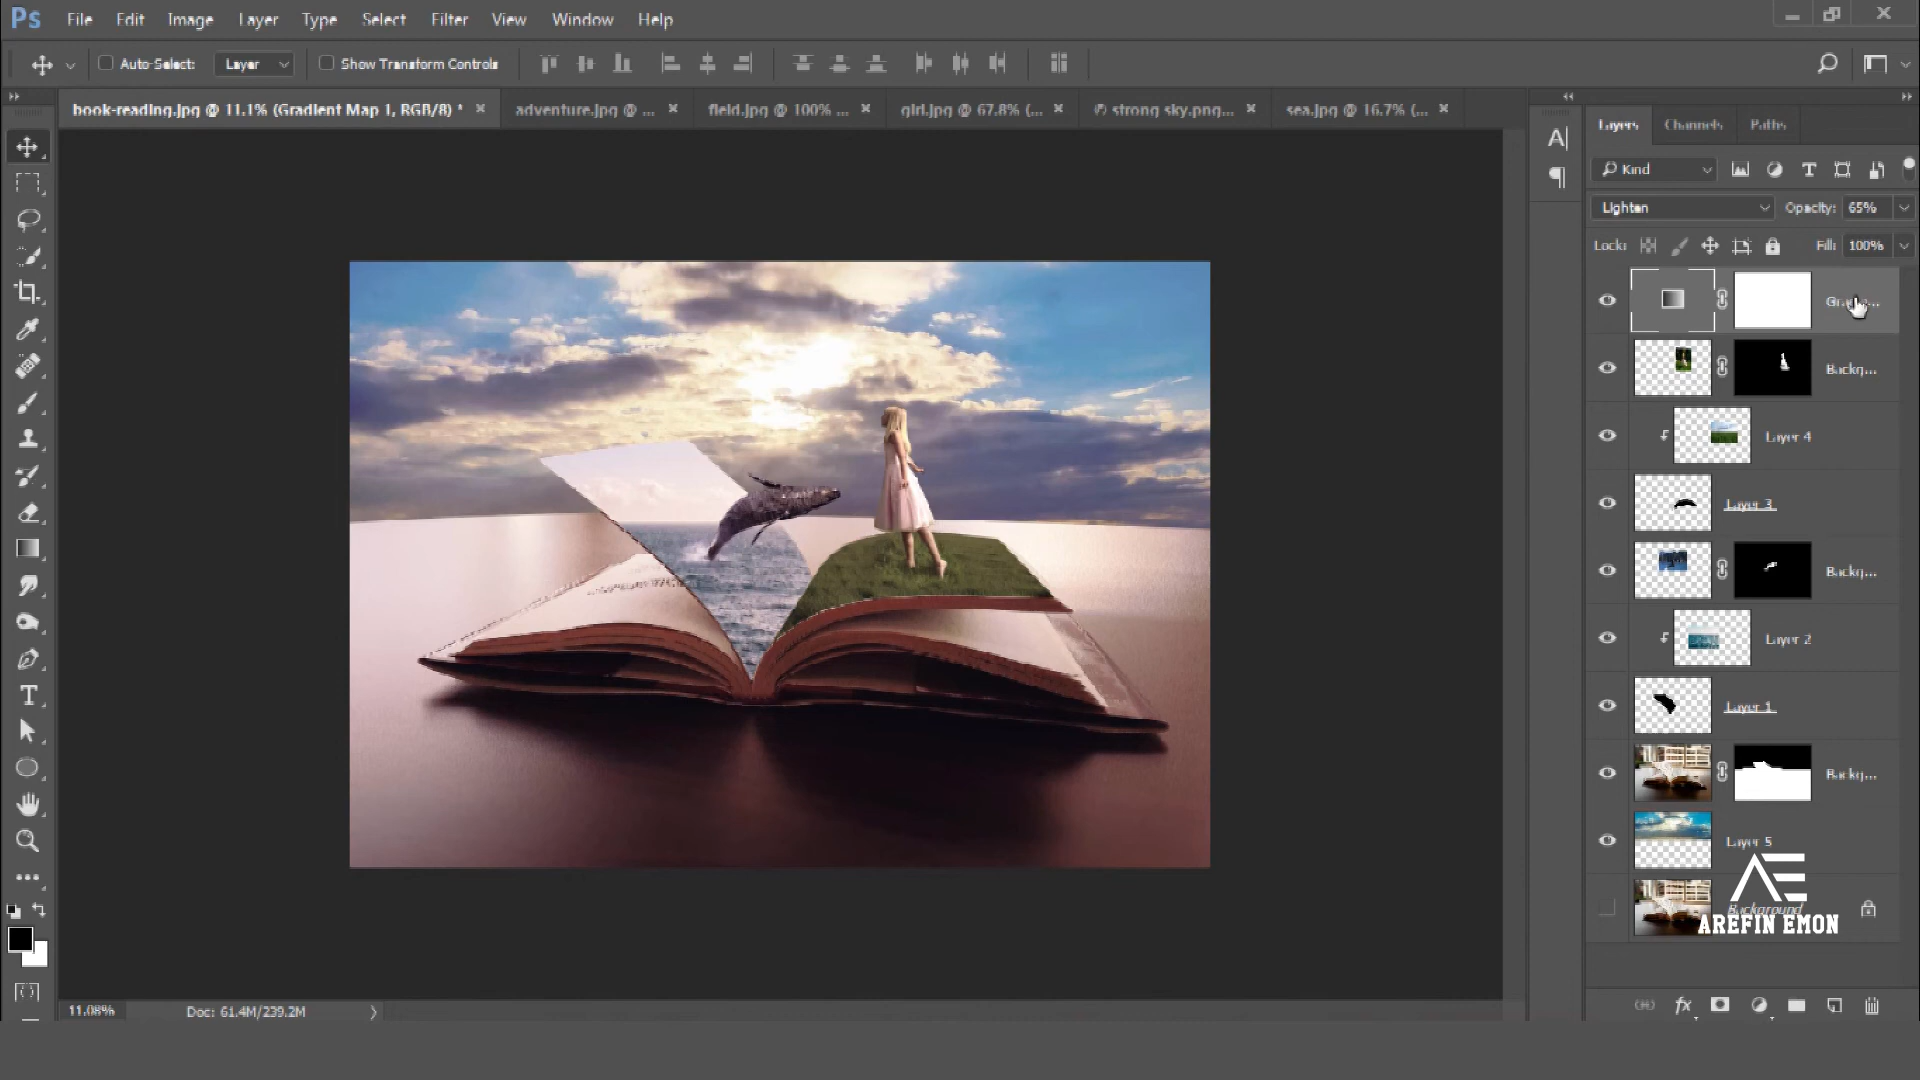 Ps File Edit Image Layer Type Select Filter View Window Help
Auto-Select: Layer Show Transform Controls
book-reading.jpg @ 11.1% (Gradient Map 1, RGB/8) * adventure.jpg @ ... field.jpg @ 100% ... girl.jpg @ 67.8% (... strong sky.png... sea.jpg @ 16.7% (...
Layers Channels Paths
Kind
Lighten Opacity: 65%
Lock: Fill: 100%
Backg...
Layer 4
Layer 3
Backg...
Layer 2
Layer 1
Backg...
Layer 5
Background
AE
AREFIN EMON
11.08% Doc: 61.4M/239.2M